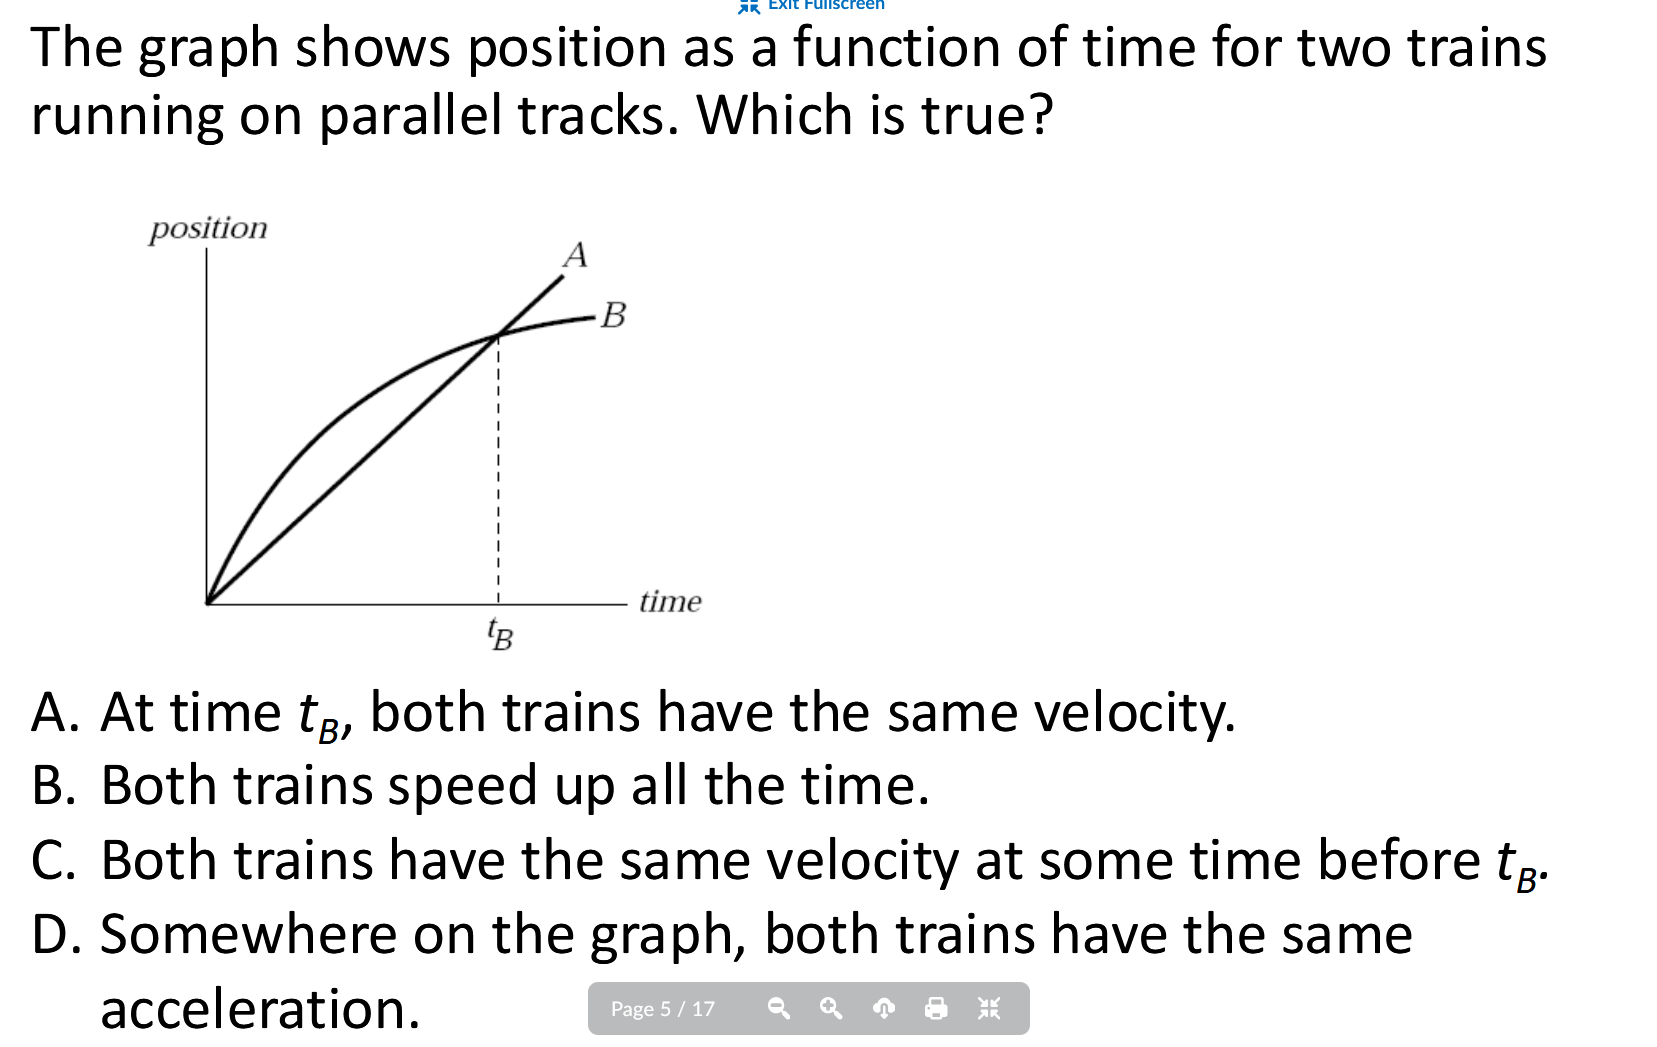 Exit Fullscreen
The graph shows position as a function of time for two trains
running on parallel tracks. Which is true?
position
A
B
time
tB
A. At time tB, both trains have the same velocity.
B. Both trains speed up all the time.
C. Both trains have the same velocity at some time before tB.
D. Somewhere on the graph, both trains have the same
acceleration.
Page 5 / 17